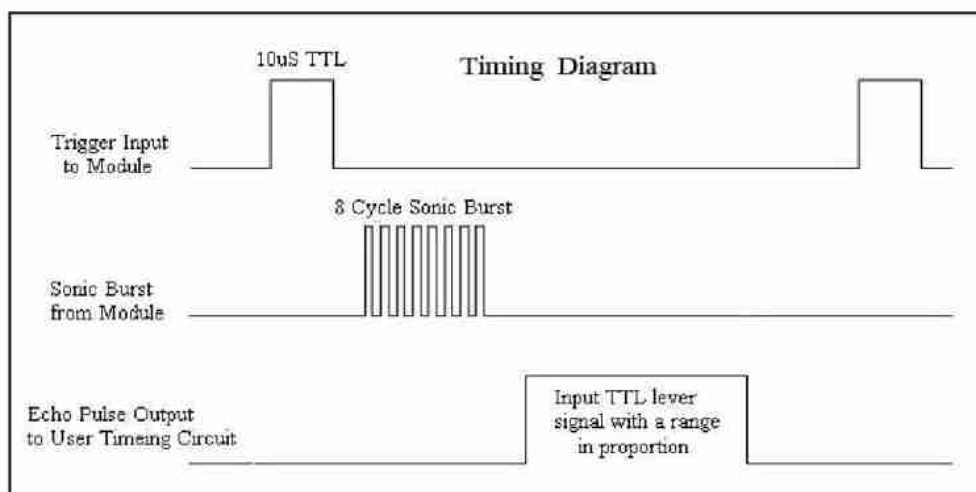 10uS TTL
Timing Diagram
Trigger Input
to Module
8 Cycle Sonic Burst
Sonic Burst
from Module
Echo Pulse Output
to User Timeing Circuit
Input TTL lever
signal with a range
in proportion